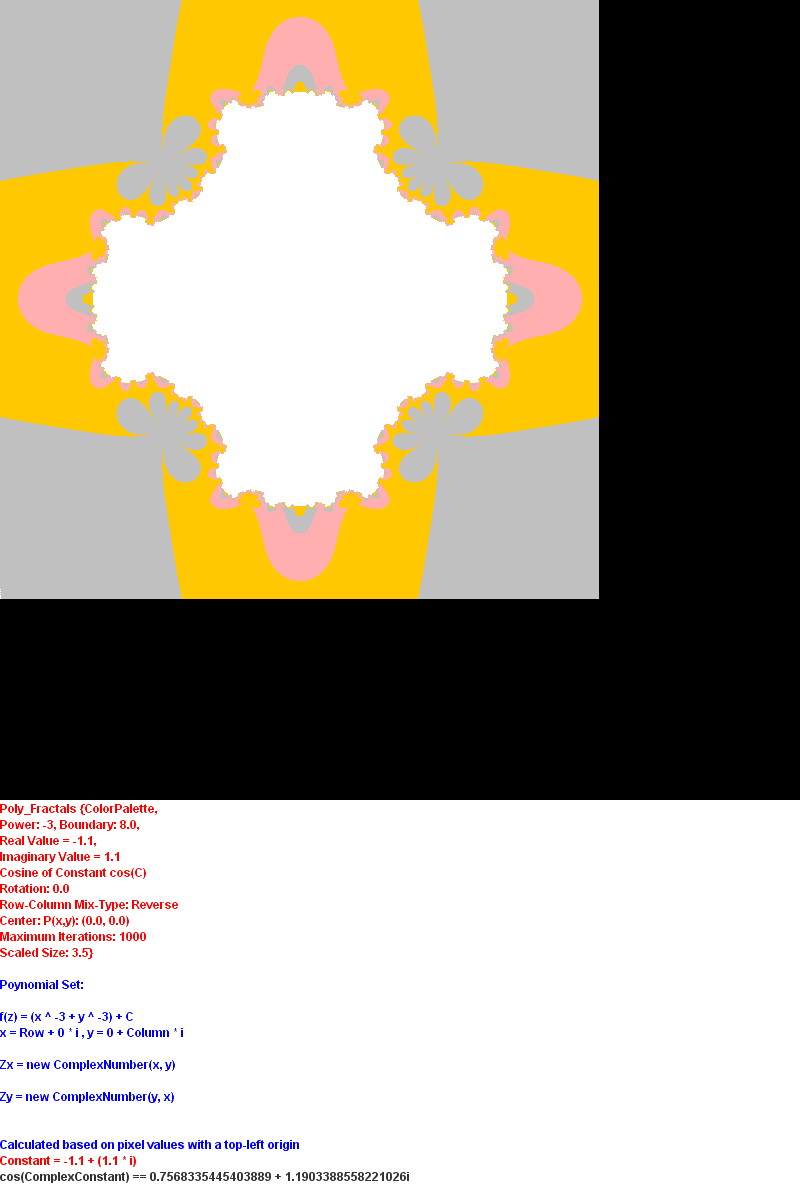 Poly_Fractals {ColorPalette,
Power: -3, Boundary: 8.0,
Real Value = -1.1,
Imaginary Value = 1.1
Cosine of Constant cos(C)
Rotation: 0.0
Row-Column Mix-Type: Reverse
Center: P(x,y): (0.0, 0.0)
Maximum Iterations: 1000
Scaled Size: 3.5}
Poynomial Set:
f(z) = (x ^ -3 + y ^ -3) + C
x = Row + 0 * i , y = 0 + Column * i
Zx = new ComplexNumber(x, y)
Zy = new ComplexNumber(y, x)
Calculated based on pixel values with a top-left origin
Constant = -1.1 + (1.1 * i)
cos(ComplexConstant) == 0.7568335445403889 + 1.1903388558221026i